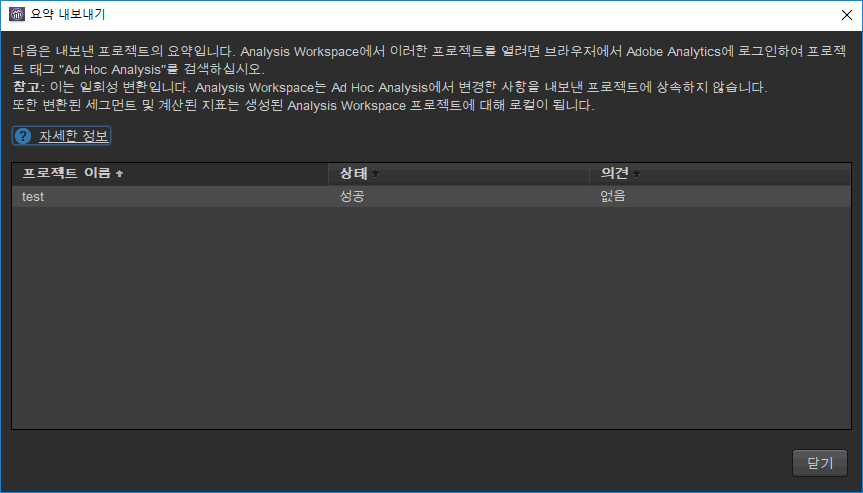 요약 내보내기
다음은 내보낸 프로젝트의 요약입니다. Analysis Workspace에서 이러한 프로젝트를 열려면 브라우저에서 Adobe Analytics에 로그인하여 프로젝
트 태그 "Ad Hoc Analysis"를 검색하십시오.
참고: 이는 일회성 변환입니다. Analysis Workspace는 Ad Hoc Analysis에서 변경한 사항을 내보낸 프로젝트에 상속하지 않습니다.
또한 변환된 세그먼트 및 계산된 지표는 생성된 Analysis Workspace 프로젝트에 대해 로컬이 됩니다.
? 자세한 정보
프로젝트 이름 상태 의견
test 성공 없음
닫기